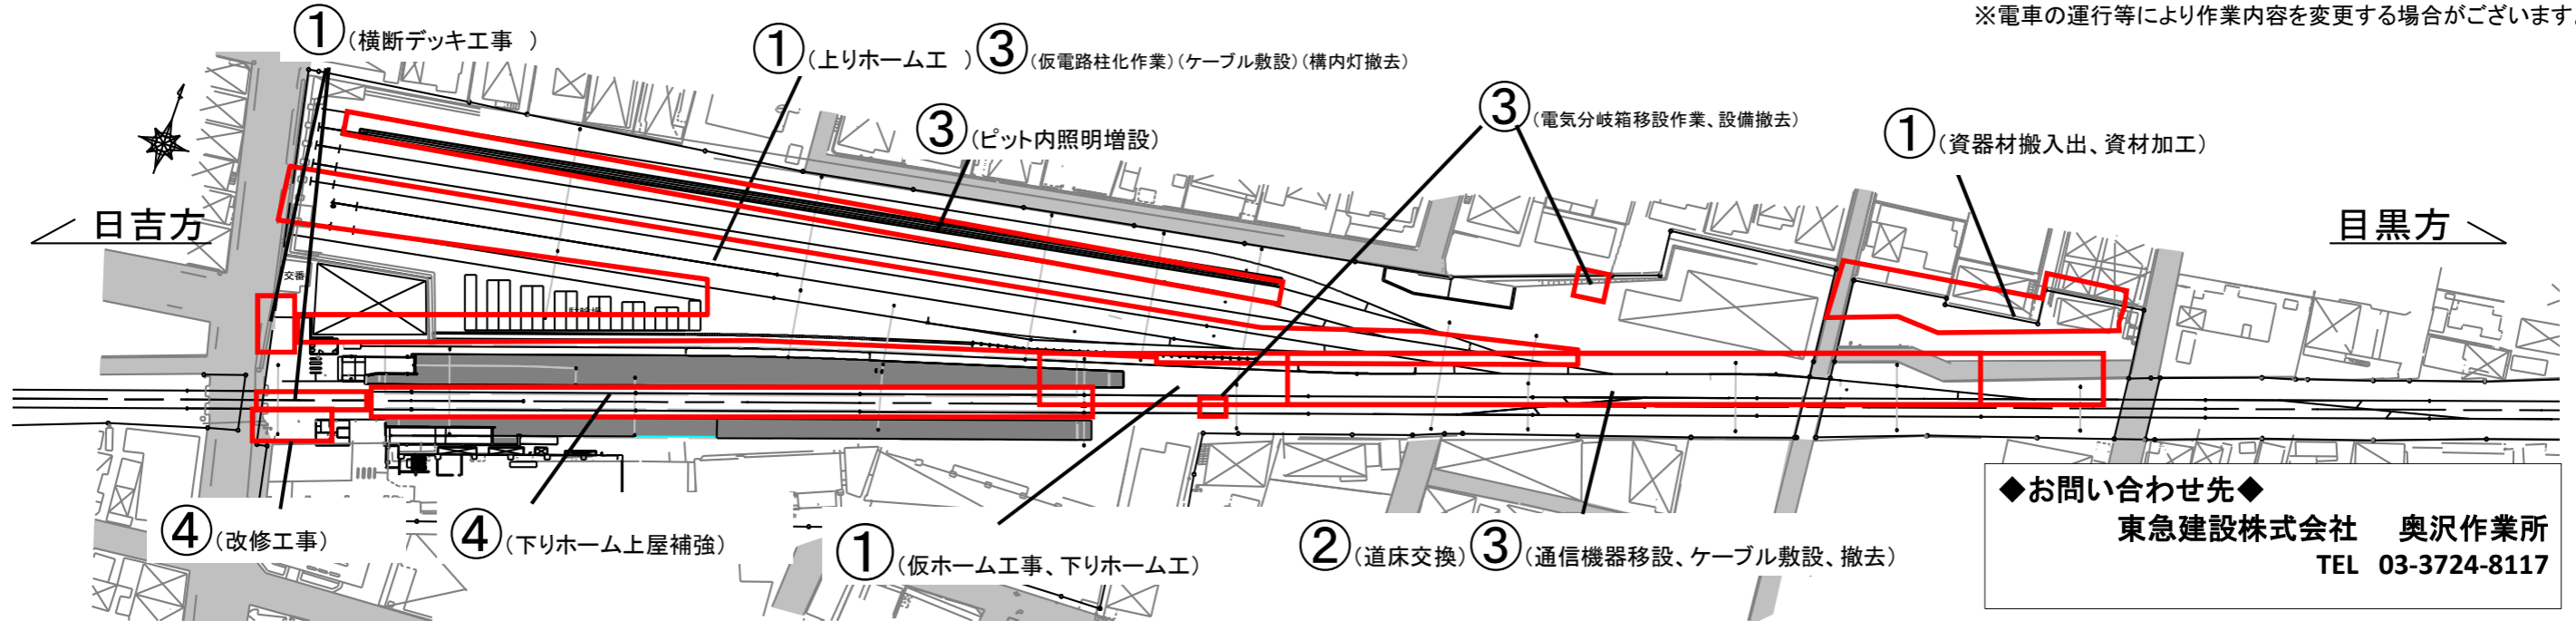 ※電車の運行等により作業内容を変更する場合がございます。
①(横断デッキ工事　)
①(上りホーム工　)③(仮電路柱化作業)(ケーブル敷設)(構内灯撤去)
③(ピット内照明増設)
③(電気分岐箱移設作業、設備撤去)
①(資器材搬入出、資材加工)
日吉方
目黒方
交番
駐輪場
④(改修工事)
④(下りホーム上屋補強)
①(仮ホーム工事、下りホーム工)
②(道床交換)③(通信機器移設、ケーブル敷設、撤去)
◆お問い合わせ先◆
東急建設株式会社　奥沢作業所
TEL 03-3724-8117